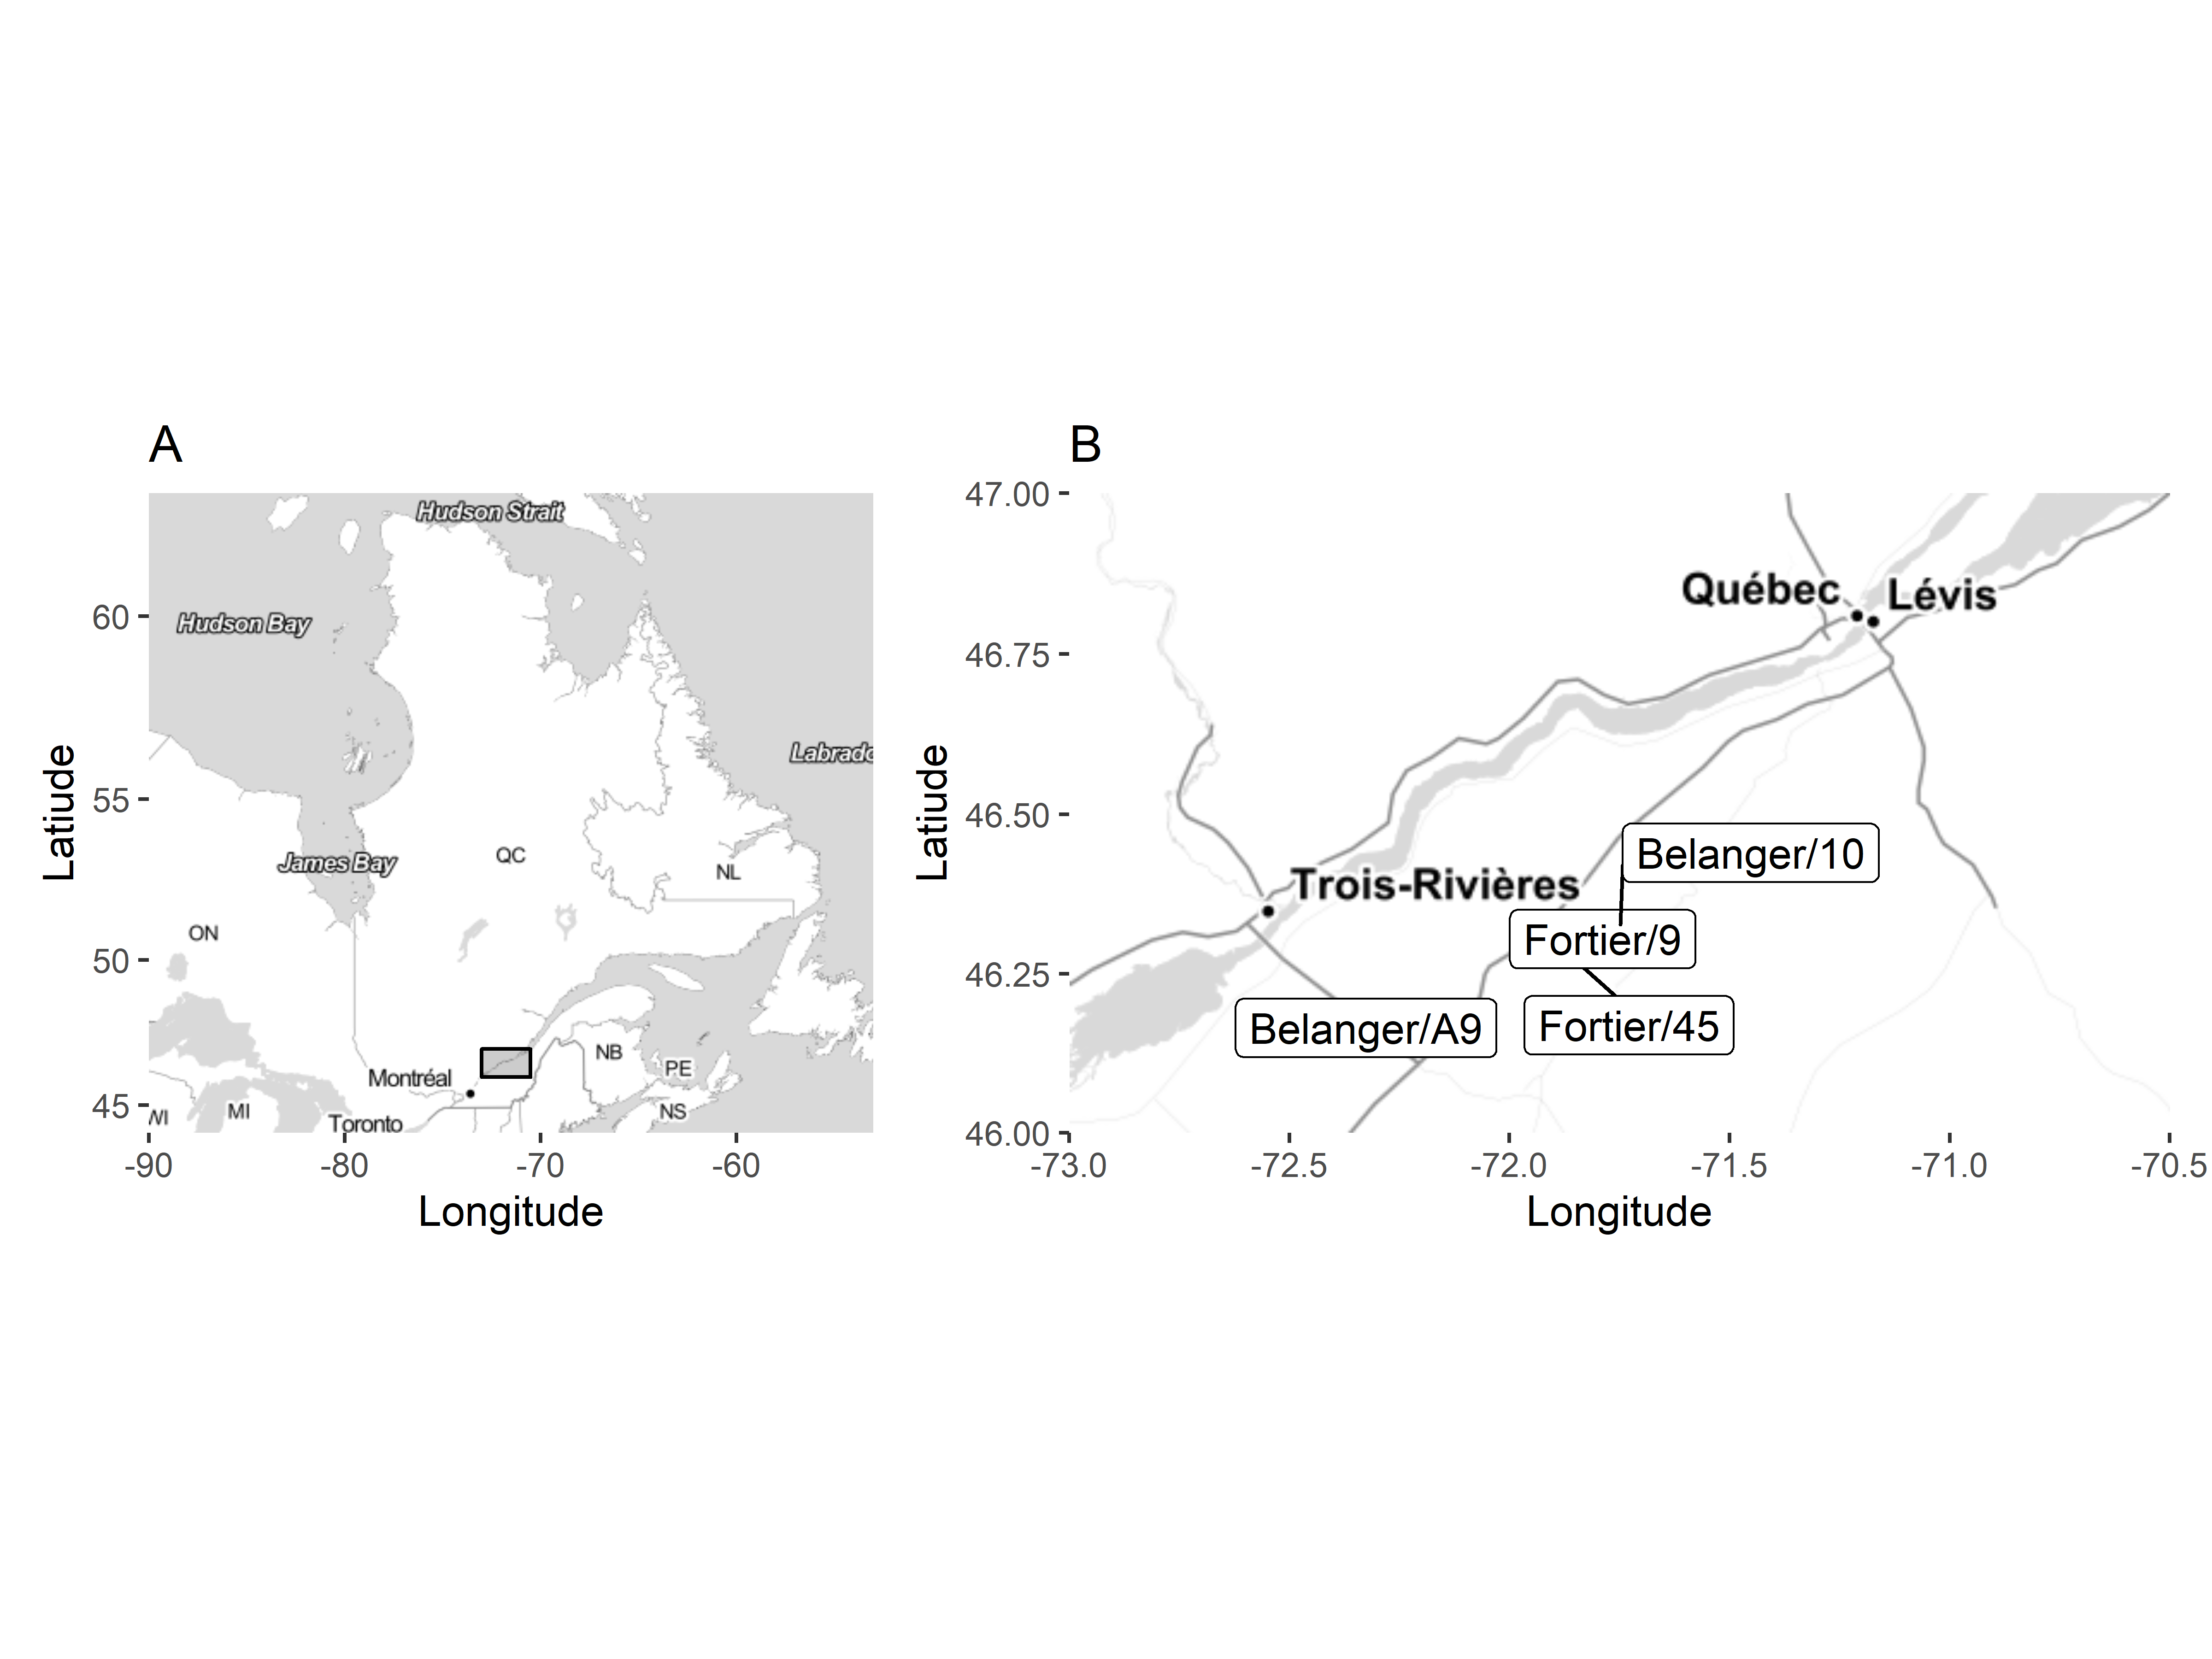 A
Hudson Strait
Hudson Bay
Labrado
James Bay
QC
NL
ON
NB
PE
NS
Montréal
MI
Toronto
60
55
50
45
-90
-80
-70
-60
Latiude
Longitude
B
47.00
46.75
46.50
46.25
46.00
Québec
Lévis
Trois-Rivières
Belanger/10
Fortier/9
Belanger/A9
Fortier/45
-73.0
-72.5
-72.0
-71.5
-71.0
-70.5
Latiude
Longitude